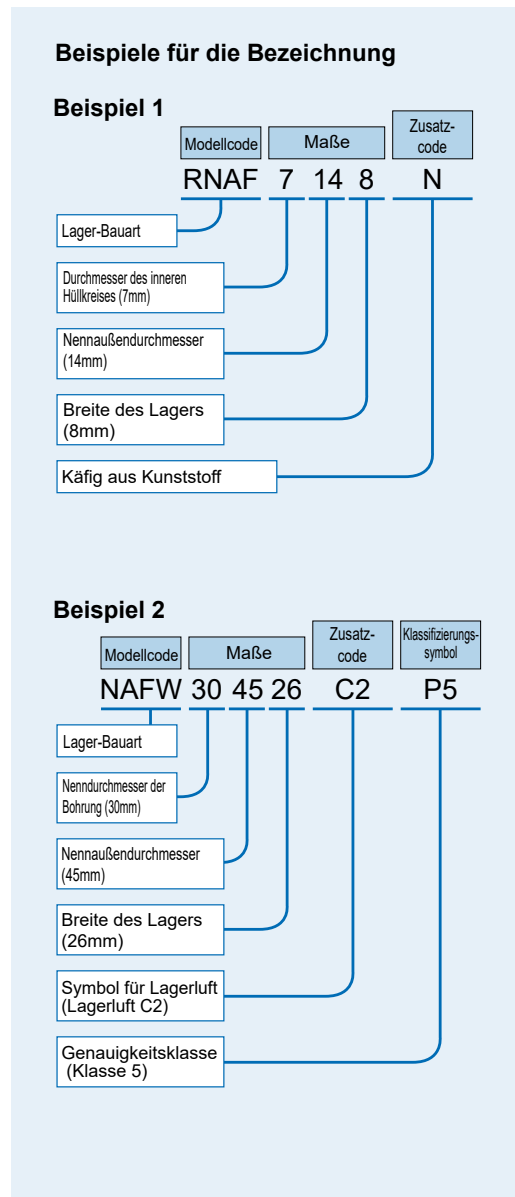 Beispiele für die Bezeichnung
Beispiel 1
Modellcode Maße Zusatz-
code
RNAF 7 14 8 N
Lager-Bauart
Durchmesser des inneren
Hüllkreises (7mm)
Nennaußendurchmesser
(14mm)
Breite des Lagers
(8mm)
Käfig aus Kunststoff
Beispiel 2
Modellcode Maße Zusatz-
code
Klassifizierungs-
symbol
NAFW 30 45 26 C2 P5
Lager-Bauart
Nenndurchmesser der
Bohrung (30mm)
Nennaußendurchmesser
(45mm)
Breite des Lagers
(26mm)
Symbol für Lagerluft
(Lagerluft C2)
Genauigkeitsklasse
(Klasse 5)